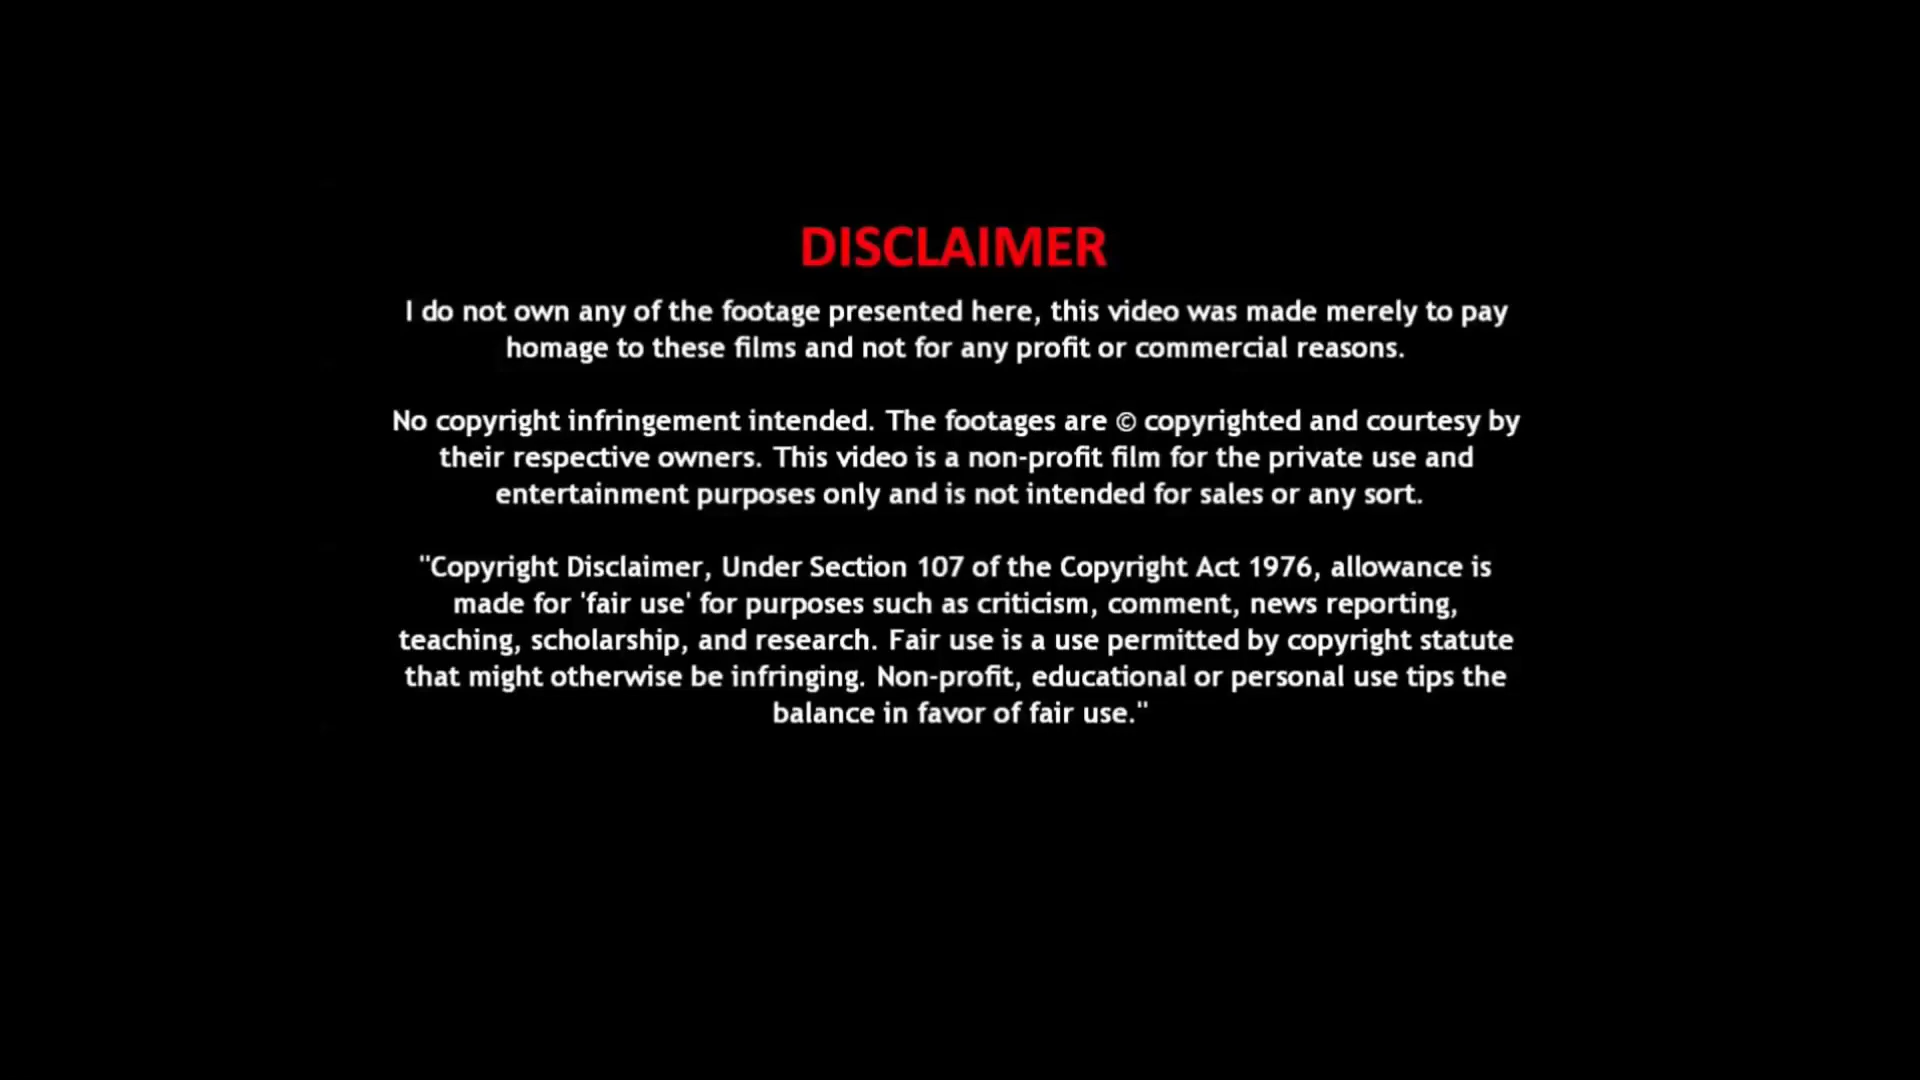 DISCLAIMER
I do not own any of the footage presented here, this video was made merely to pay
homage to these films and not for any profit or commercial reasons.
No copyright infringement intended. The footages are © copyrighted and courtesy by
their respective owners. This video is a non-profit film for the private use and
entertainment purposes only and is not intended for sales or any sort.
"Copyright Disclaimer, Under Section 107 of the Copyright Act 1976, allowance is
made for 'fair use' for purposes such as criticism, comment, news reporting,
teaching, scholarship, and research. Fair use is a use permitted by copyright statute
that might otherwise be infringing. Non-profit, educational or personal use tips the
balance in favor of fair use."